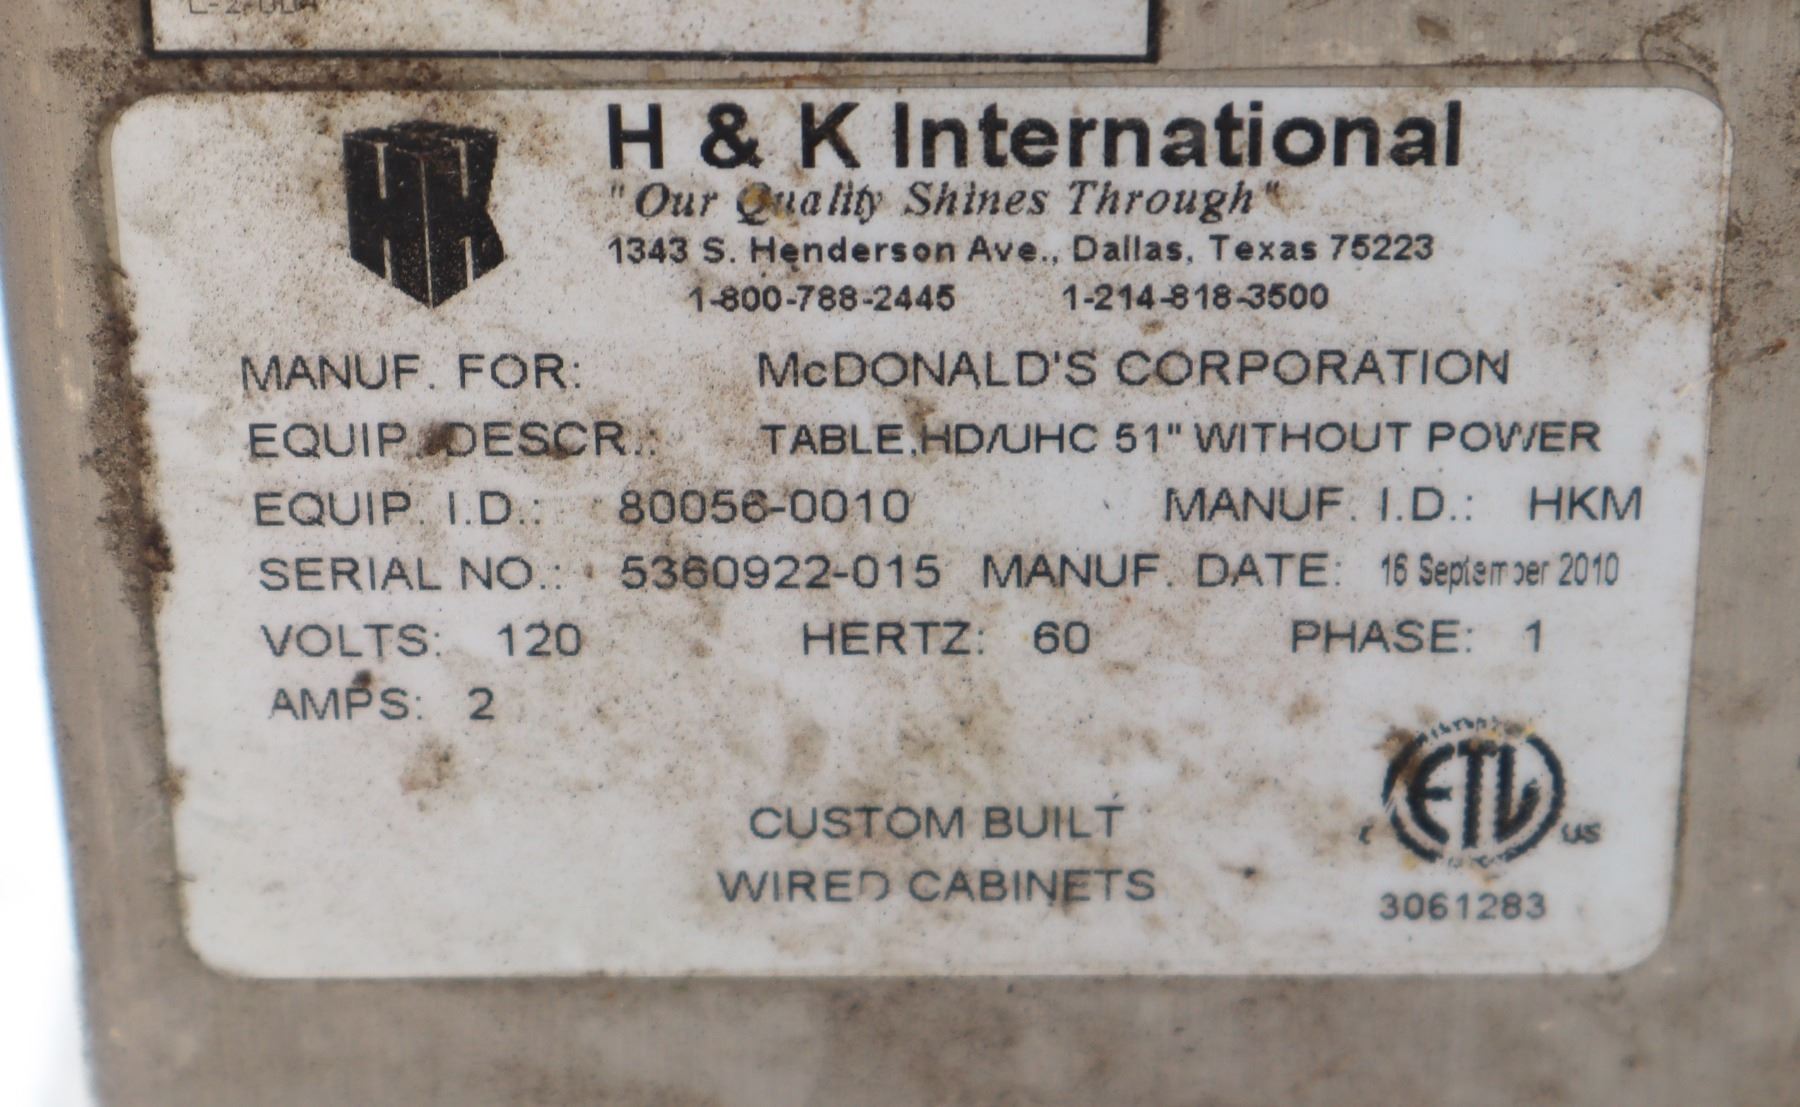 H & K International
"Our Quality Shines Through"
1343 S. Henderson Ave., Dallas, Texas 75223
1-800-788-2445 1-214-818-3500
MANUF. FOR: McDONALD'S CORPORATION
EQUIP. DESCR.: TABLE,HD/UHC 51" WITHOUT POWER
EQUIP. I.D.: 80056-0010 MANUF. I.D.: HKM
SERIAL NO.: 5360922-015 MANUF. DATE: 16 September 2010
VOLTS: 120 HERTZ: 60 PHASE: 1
AMPS: 2
CUSTOM BUILT
WIRED CABINETS
ETL
US
3061283